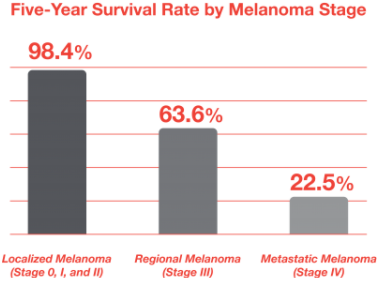 Five-Year Survival Rate by Melanoma Stage
98.4%
63.6%
22.5%
Localized Melanoma
(Stage 0, I, and II)
Regional Melanoma
(Stage III)
Metastatic Melanoma
(Stage IV)